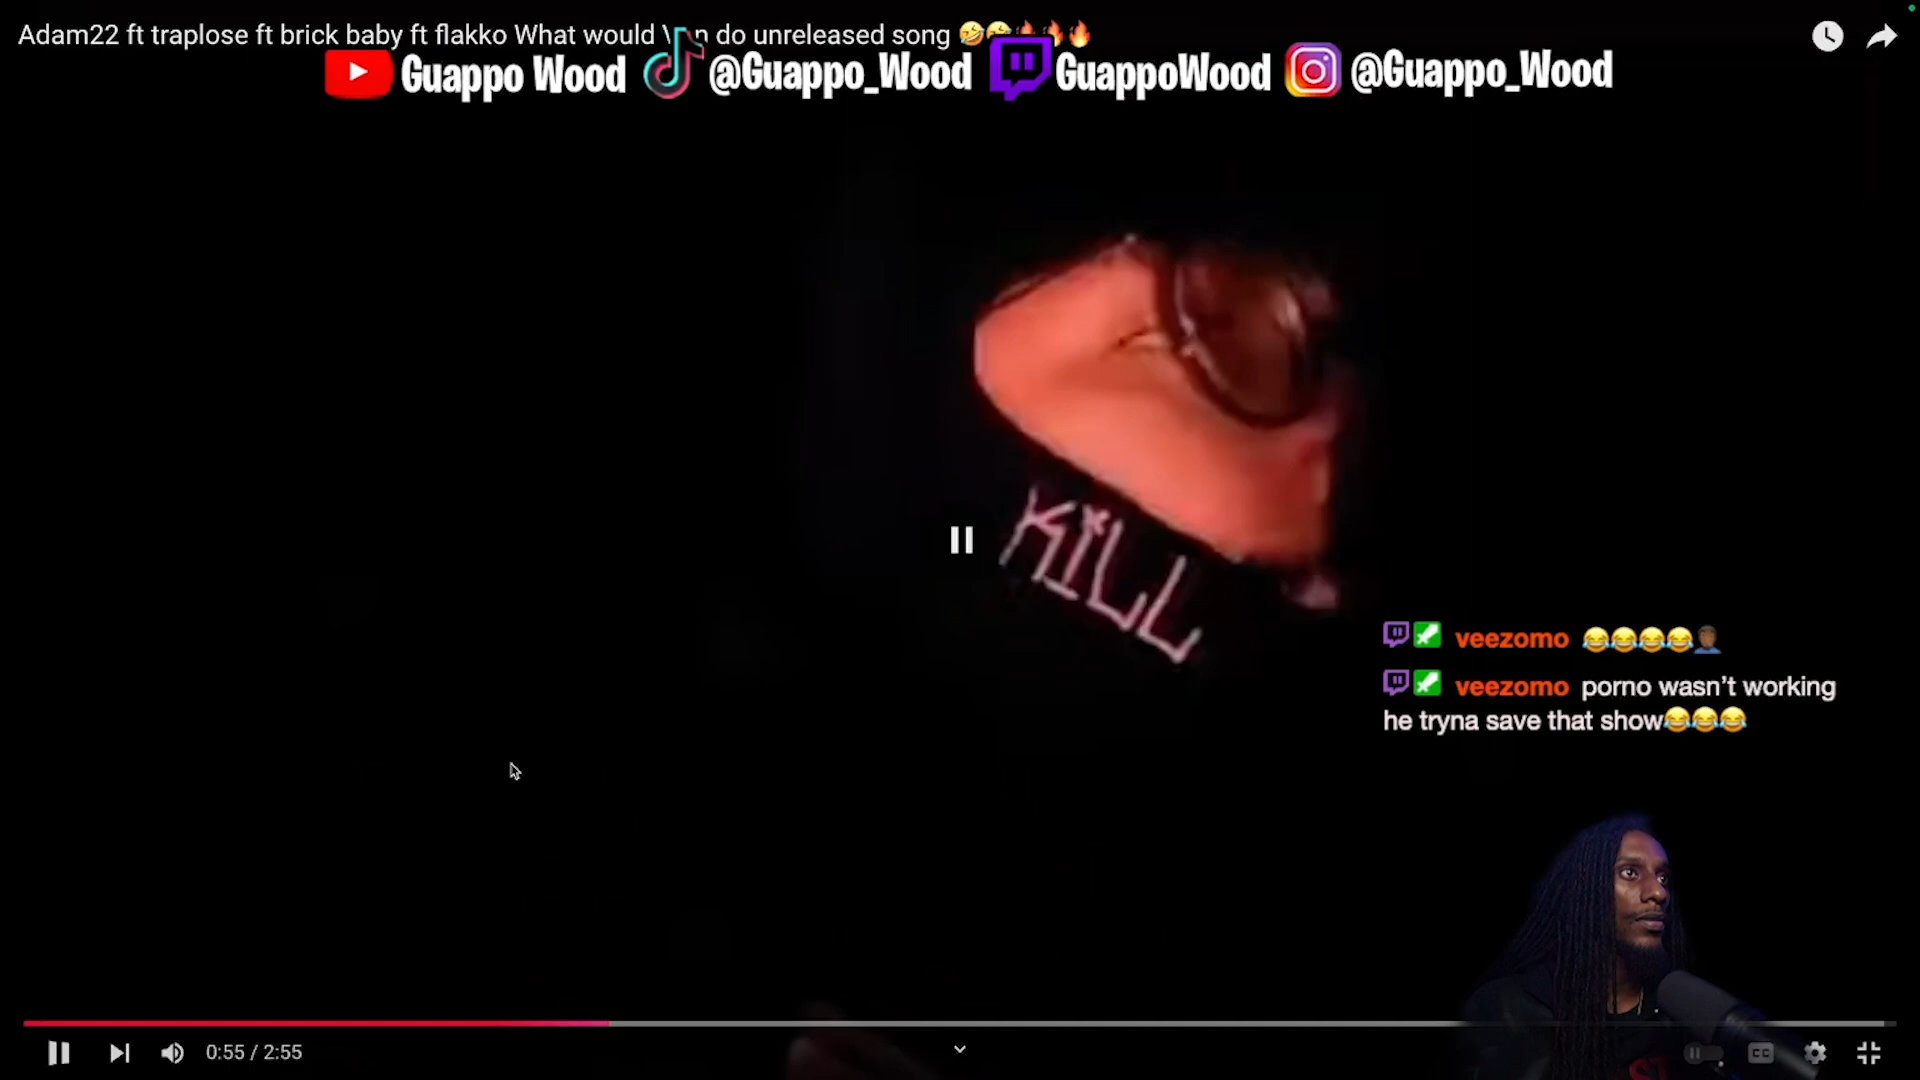 Adam22 ft traplose ft brick baby ft flakko What would do unreleased song 🤣🤣🔥🔥🔥
Guappo Wood @Guappo_Wood GuappoWood @Guappo_Wood
KiLL
veezomo 😂😂😂😂🤦🏾‍♂️
veezomo porno wasn’t working
he tryna save that show😂😂😂
0:55 / 2:55
CC